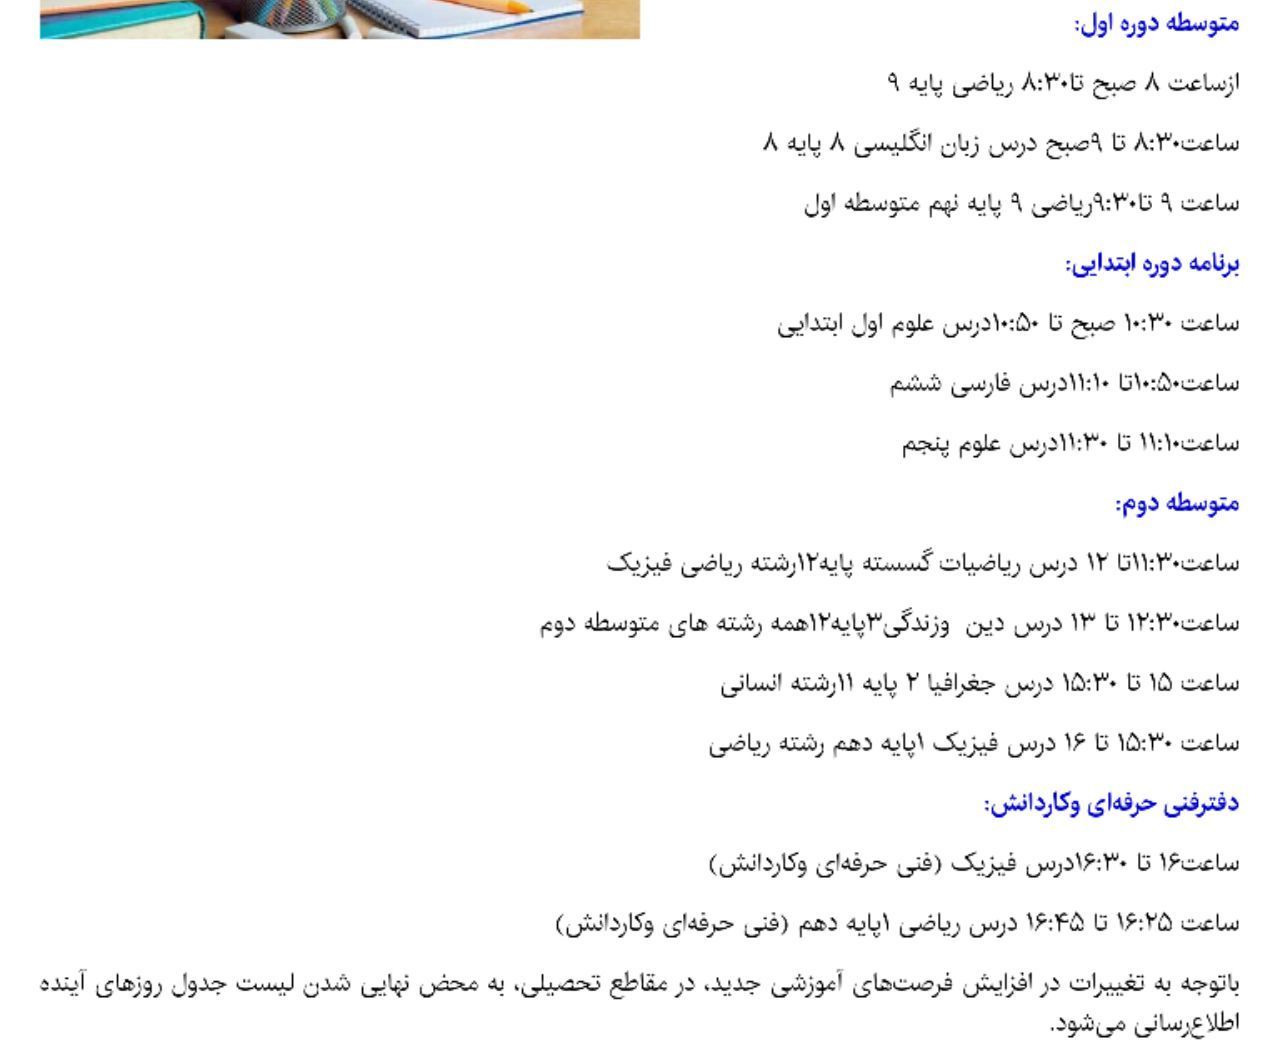 متوسطه دوره اول:
ازساعت ۸ صبح تا۸:۳۰ ریاضی پایه ۹
ساعت۸:۳۰ تا ۹صبح درس زبان انگلیسی ۸ پایه ۸
ساعت ۹ تا۹:۳۰ریاضی ۹ پایه نهم متوسطه اول
برنامه دوره ابتدایی:
ساعت ۱۰:۳۰ صبح تا ۱۰:۵۰درس علوم اول ابتدایی
ساعت۱۰:۵۰تا ۱۱:۱۰درس فارسی ششم
ساعت۱۱:۱۰ تا ۱۱:۳۰درس علوم پنجم
متوسطه دوم:
ساعت۱۱:۳۰تا ۱۲ درس ریاضیات گسسته پایه۱۲رشته ریاضی فیزیک
ساعت۱۲:۳۰ تا ۱۳ درس دین  وزندگی۳پایه۱۲همه رشته های متوسطه دوم
ساعت ۱۵ تا ۱۵:۳۰ درس جغرافیا ۲ پایه ۱۱رشته انسانی
ساعت ۱۵:۳۰ تا ۱۶ درس فیزیک ۱پایه دهم رشته ریاضی
دفترفنی حرفه‌ای وکاردانش:
ساعت۱۶ تا ۱۶:۳۰درس فیزیک (فنی حرفه‌ای وکاردانش)
ساعت ۱۶:۲۵ تا ۱۶:۴۵ درس ریاضی ۱پایه دهم (فنی حرفه‌ای وکاردانش)
باتوجه به تغییرات در افزایش فرصت‌های آموزشی جدید، در مقاطع تحصیلی، به محض نهایی شدن لیست جدول روزهای آینده
اطلاع‌رسانی می‌شود.